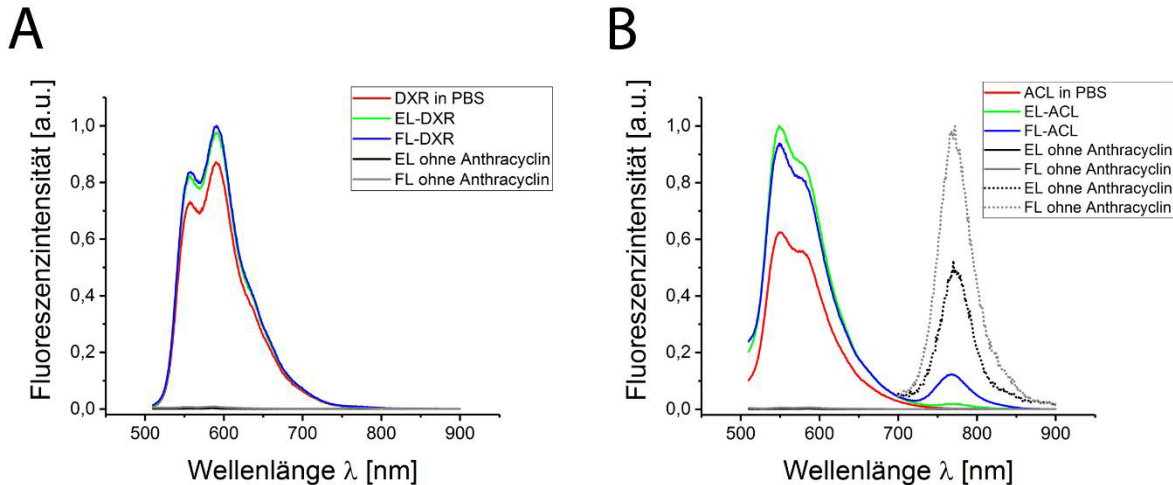 A
Fluoreszenzintensität [a.u.]
1,0
0,8
0,6
0,4
0,2
0,0
500 600 700 800 900
Wellenlänge λ [nm]
DXR in PBS
EL-DXR
FL-DXR
EL ohne Anthracyclin
FL ohne Anthracyclin
B
Fluoreszenzintensität [a.u.]
1,0
0,8
0,6
0,4
0,2
0,0
500 600 700 800 900
Wellenlänge λ [nm]
ACL in PBS
EL-ACL
FL-ACL
EL ohne Anthracyclin
FL ohne Anthracyclin
EL ohne Anthracyclin
FL ohne Anthracyclin